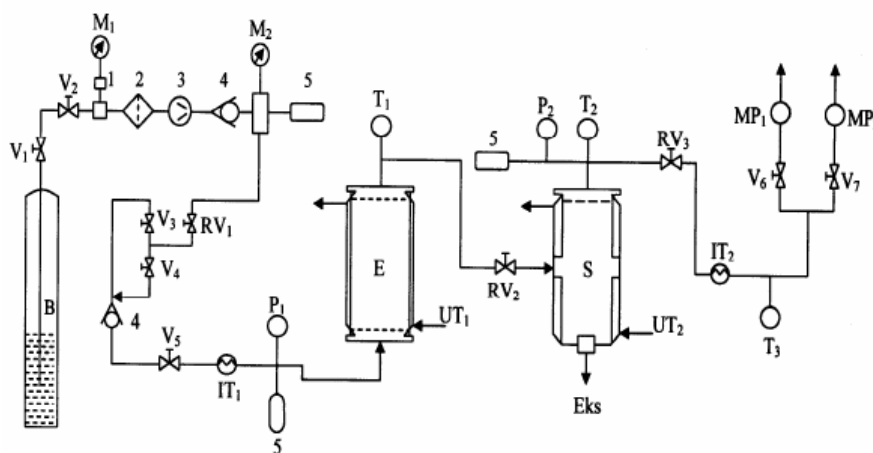 M₁
M₂
V₂
1
2
3
4
5
V₁
T₁
P₂
T₂
5
RV₃
MP₁
MP
V₆
V₇
V₃
RV₁
V₄
E
S
RV₂
IT₂
B
4
P₁
UT₁
UT₂
V₅
IT₁
T₃
5
Eks